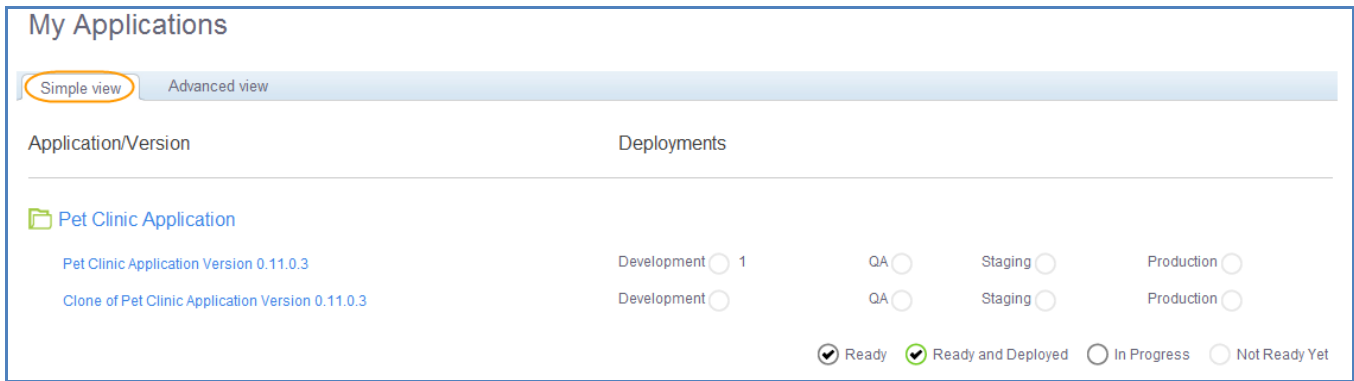 My Applications
Simple view Advanced view
Application/Version Deployments
Pet Clinic Application
Pet Clinic Application Version 0.11.0.3 Development 1 QA Staging Production
Clone of Pet Clinic Application Version 0.11.0.3 Development QA Staging Production
Ready Ready and Deployed In Progress Not Ready Yet